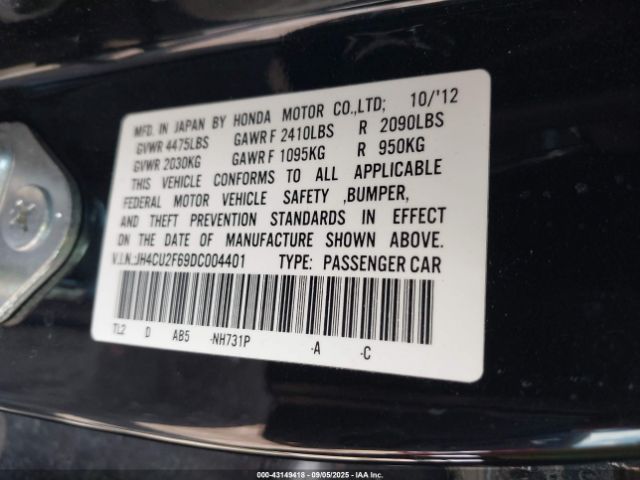 MFD. IN JAPAN BY HONDA MOTOR CO.,LTD; 10/'12
GVWR 4475LBS GAWR F 2410LBS R 2090LBS
GVWR 2030KG GAWR F 1095KG R 950KG
THIS VEHICLE CONFORMS TO ALL APPLICABLE
FEDERAL MOTOR VEHICLE SAFETY ,BUMPER,
AND THEFT PREVENTION STANDARDS IN EFFECT
ON THE DATE OF MANUFACTURE SHOWN ABOVE.
V.I.N.:JH4CU2F69DC004401 TYPE: PASSENGER CAR
TL2 D AB5 -NH731P -A -C
000-43149418 - 09/05/2025 - IAA Inc.